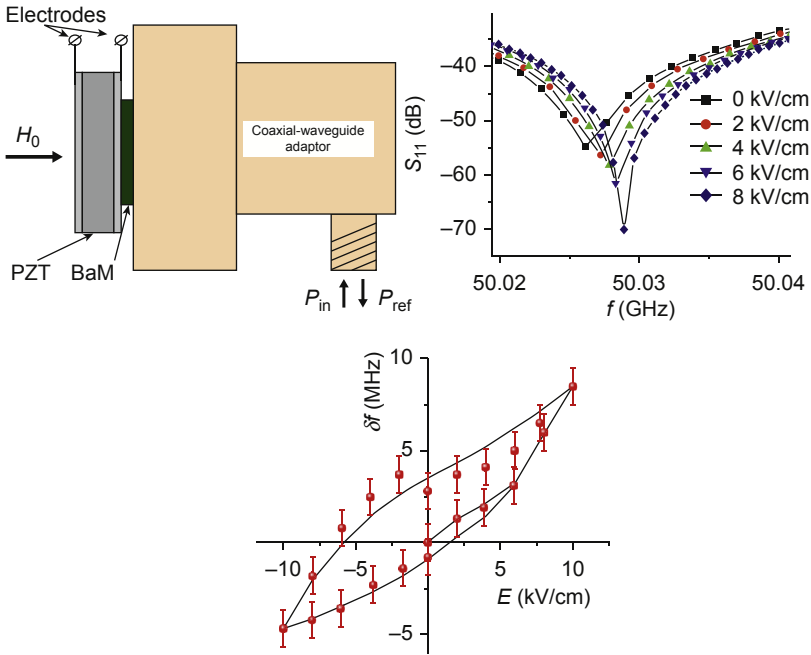 Electrodes
H0
Coaxial-waveguide
adaptor
PZT
BaM
Pin
Pref
S11 (dB)
−40
−50
−60
−70
0 kV/cm
2 kV/cm
4 kV/cm
6 kV/cm
8 kV/cm
50.02
50.03
50.04
f (GHz)
δf (MHz)
10
5
0
−5
−10
−5
0
5
10
E (kV/cm)